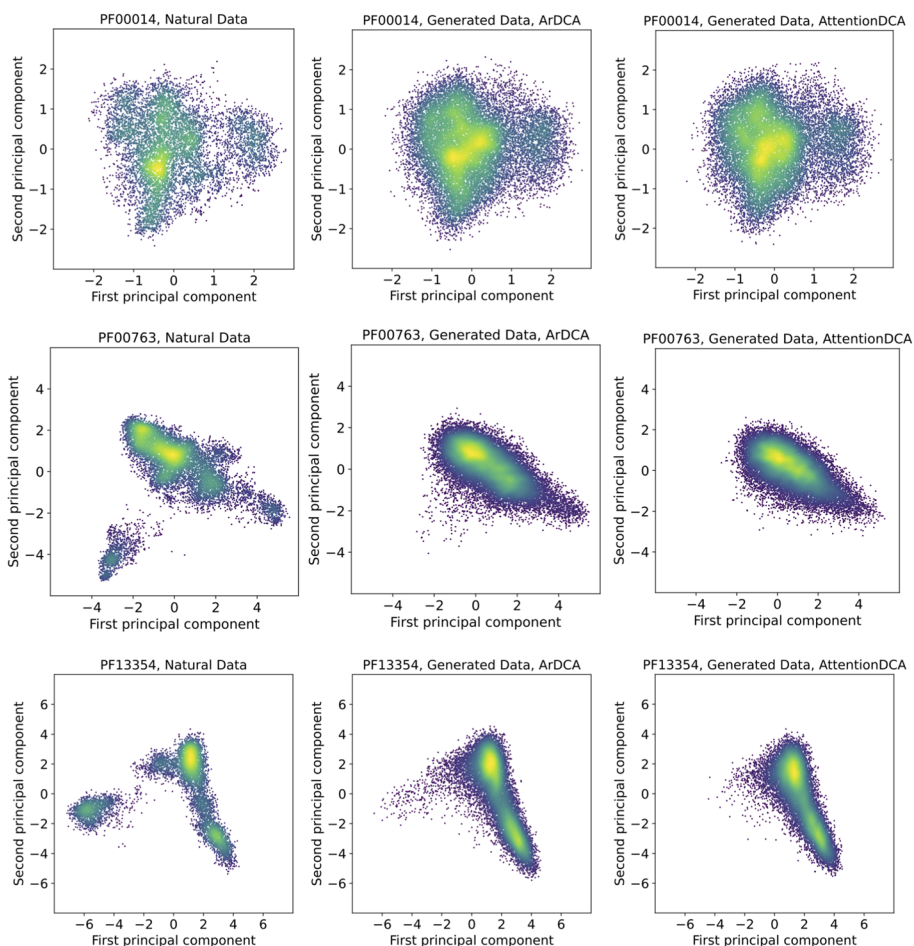 PF00014, Natural Data
PF00014, Generated Data, ArDCA
PF00014, Generated Data, AttentionDCA
Second principal component
2
1
0
−1
−2
−2 −1 0 1 2
First principal component
Second principal component
2
1
0
−1
−2
−2 −1 0 1 2
First principal component
Second principal component
2
1
0
−1
−2
−2 −1 0 1 2
First principal component
PF00763, Natural Data
PF00763, Generated Data, ArDCA
PF00763, Generated Data, AttentionDCA
Second principal component
4
2
0
−2
−4
−4 −2 0 2 4
First principal component
Second principal component
4
2
0
−2
−4
−4 −2 0 2 4
First principal component
Second principal component
4
2
0
−2
−4
−4 −2 0 2 4
First principal component
PF13354, Natural Data
PF13354, Generated Data, ArDCA
PF13354, Generated Data, AttentionDCA
Second principal component
6
4
2
0
−2
−4
−6
−6 −4 −2 0 2 4 6
First principal component
Second principal component
6
4
2
0
−2
−4
−6
−6 −4 −2 0 2 4 6
First principal component
Second principal component
6
4
2
0
−2
−4
−6
−6 −4 −2 0 2 4 6
First principal component